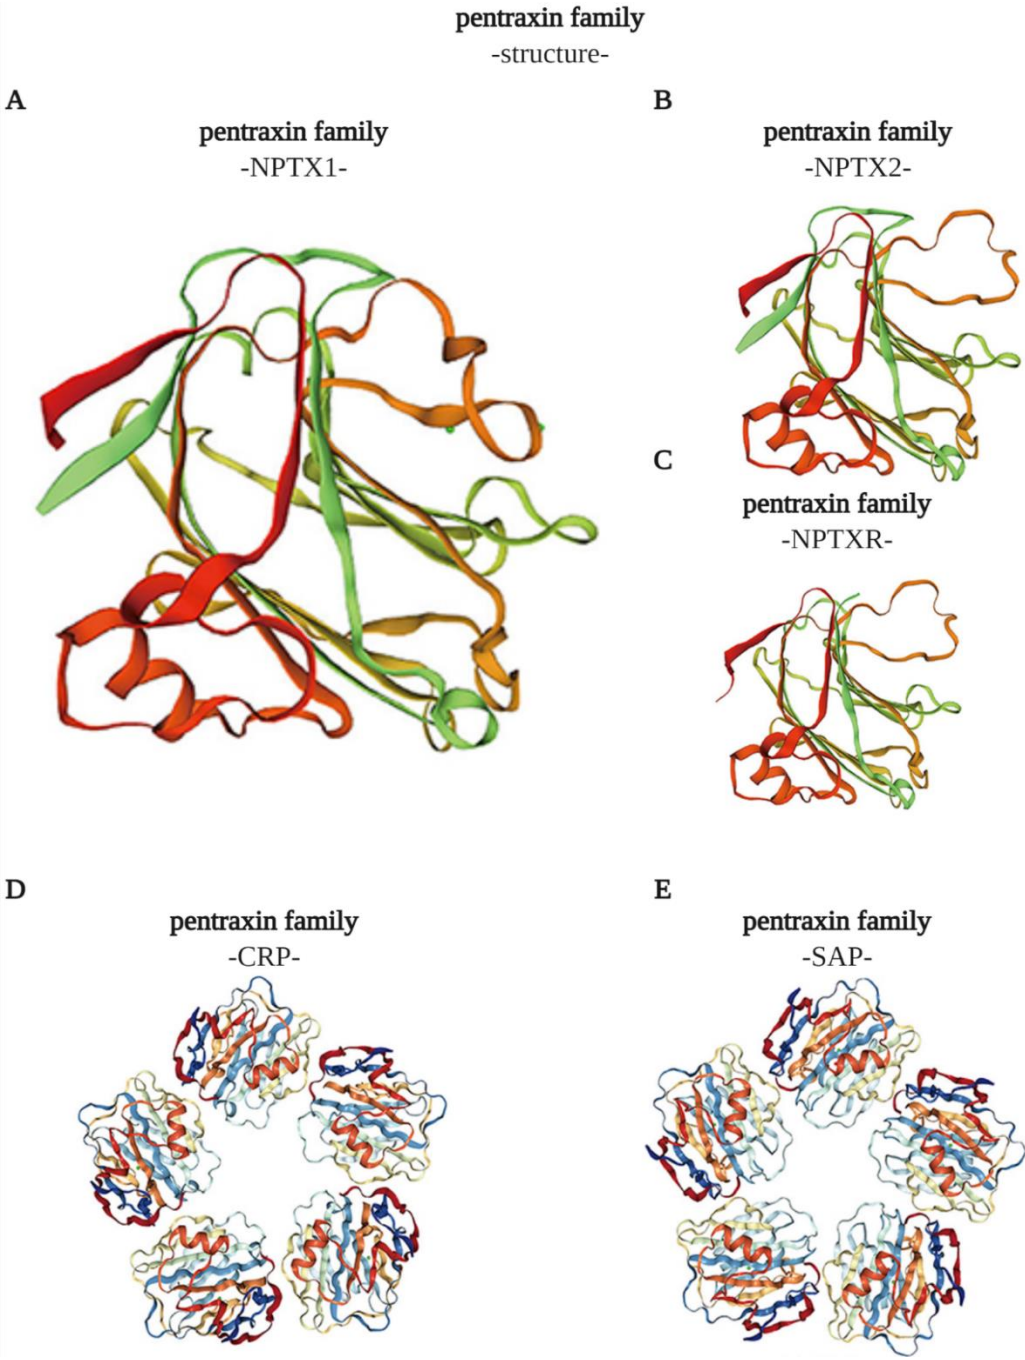 pentraxin family
-structure-
A
pentraxin family
-NPTX1-
B
pentraxin family
-NPTX2-
C
pentraxin family
-NPTXR-
D
pentraxin family
-CRP-
E
pentraxin family
-SAP-